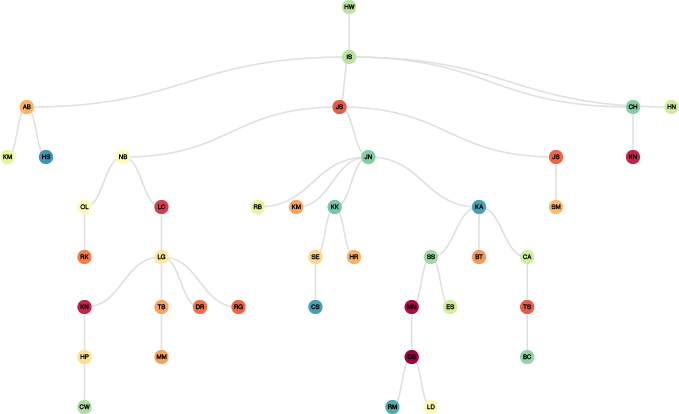 HW
IS
AB JS CH HN
KM HS NB JN JS KN
OL LC RB KM KK KA SM
RK LG SE HR SS BT CA
KN TB DR RG CS MN ES TS
HP MM DS BC
CW RM LD